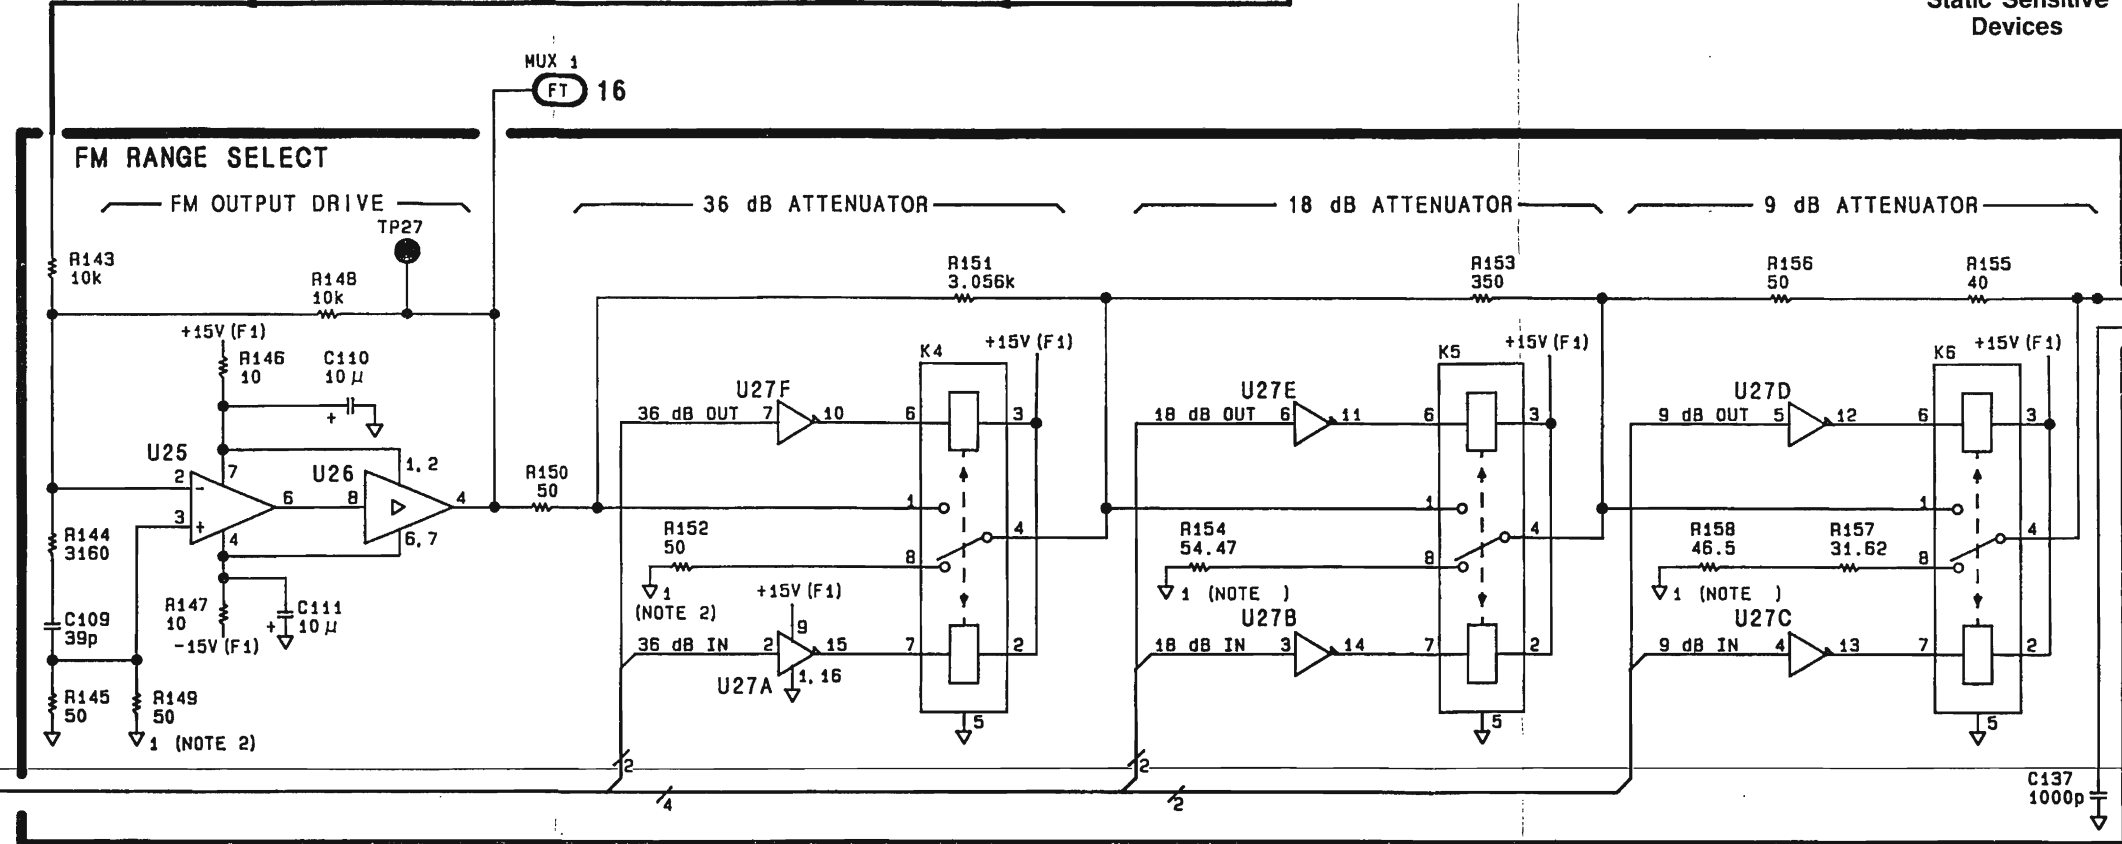 Static Sensitive
Devices
MUX 1
FT 16
FM RANGE SELECT
FM OUTPUT DRIVE
36 dB ATTENUATOR
18 dB ATTENUATOR
9 dB ATTENUATOR
TP27
R143
10k
R148
10k
R151
3.056k
R153
350
R156
50
R155
40
+15V (F1)
R146
10
C110
10 µ
+
K4
+15V (F1)
K5
+15V (F1)
K6
+15V (F1)
U27F
36 dB OUT 7 10 6 3
U27E
18 dB OUT 6 11 6 3
U27D
9 dB OUT 5 12 6 3
U25
2 - 7 6
3 + 4
U26
8 1, 2 4
6, 7
R150
50
1
1
1
R144
3160
R152
50
8 4
1
(NOTE 2)
R154
54.47
8 4
1 (NOTE )
R158
46.5
R157
31.62
8 4
1 (NOTE )
C109
39p
R147
10
-15V (F1)
+
C111
10 µ
+15V (F1)
9
36 dB IN 2 15 7 2
U27A
1, 16
U27B
18 dB IN 3 14 7 2
U27C
9 dB IN 4 13 7 2
R145
50
R149
50
1 (NOTE 2)
5
5
5
2
2
4
2
C137
1000p